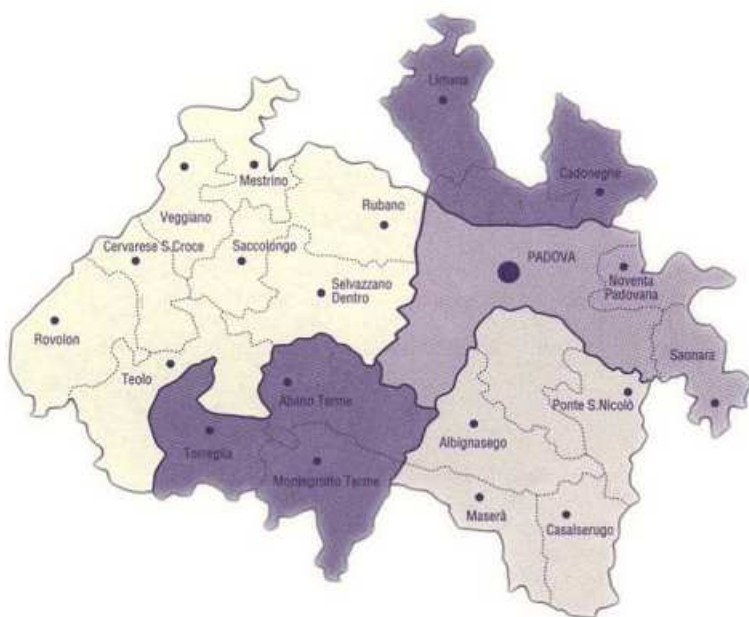 Limena
Cadoneghe
Mestrino
Veggiano
Rubano
Cervarese S.Croce
Saccolongo
PADOVA
Noventa
Padovana
Selvazzano
Dentro
Rovolon
Saonara
Teolo
Abano Terme
Ponte S.Nicolò
Torreglia
Albignasego
Montegrotto Terme
Maserà
Casalserugo